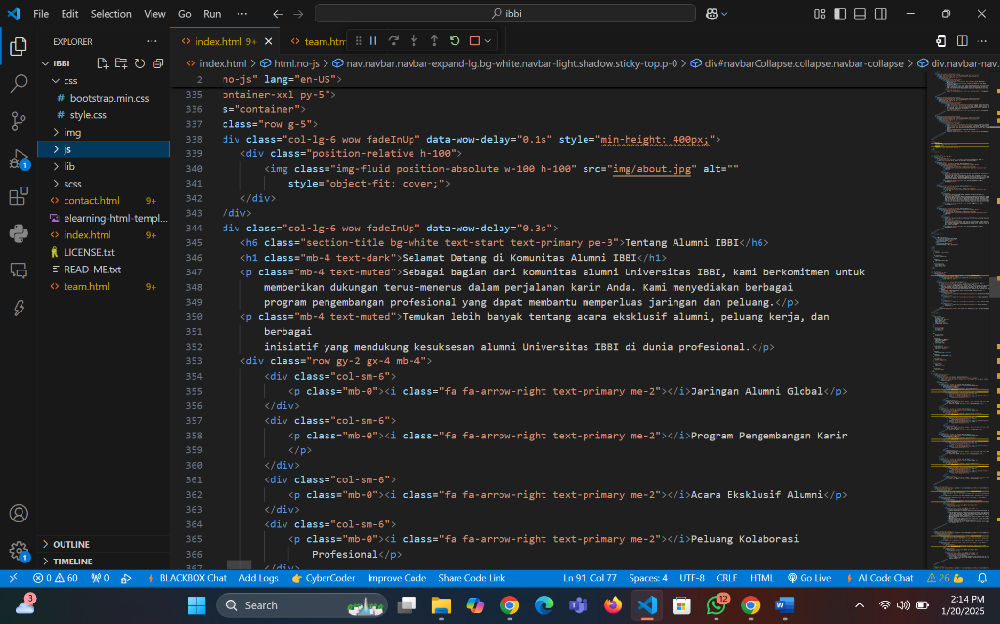 File Edit Selection View Go Run ··· ibbi
EXPLORER ···
index.html 9+
team.htm
IBBI
index.html > html.no-js > nav.navbar.navbar-expand-lg.bg-white.navbar-light.shadow.sticky-top.p-0 > div#navbarCollapse.collapse.navbar-collapse > div.navbar-nav.
css
# bootstrap.min.css
# style.css
img
js
lib
scss
contact.html 9+
elearning-html-templ...
index.html 9+
LICENSE.txt
READ-ME.txt
team.html 9+
OUTLINE
TIMELINE
2 no-js" lang="en-US">
335 ontainer-xxl py-5">
336 s="container">
337 class="row g-5">
338 div class="col-lg-6 wow fadeInUp" data-wow-delay="0.1s" style="min-height: 400px;">
339 <div class="position-relative h-100">
340 <img class="img-fluid position-absolute w-100 h-100" src="img/about.jpg" alt=""
341 style="object-fit: cover;">
342 </div>
343 /div>
344 div class="col-lg-6 wow fadeInUp" data-wow-delay="0.3s">
345 <h6 class="section-title bg-white text-start text-primary pe-3">Tentang Alumni IBBI</h6>
346 <h1 class="mb-4 text-dark">Selamat Datang di Komunitas Alumni IBBI</h1>
347 <p class="mb-4 text-muted">Sebagai bagian dari komunitas alumni Universitas IBBI, kami berkomitmen untuk
348 memberikan dukungan terus-menerus dalam perjalanan karir Anda. Kami menyediakan berbagai
349 program pengembangan profesional yang dapat membantu memperluas jaringan dan peluang.</p>
350 <p class="mb-4 text-muted">Temukan lebih banyak tentang acara eksklusif alumni, peluang kerja, dan
351 berbagai
352 inisiatif yang mendukung kesuksesan alumni Universitas IBBI di dunia profesional.</p>
353 <div class="row gy-2 gx-4 mb-4">
354 <div class="col-sm-6">
355 <p class="mb-0"><i class="fa fa-arrow-right text-primary me-2"></i>Jaringan Alumni Global</p>
356 </div>
357 <div class="col-sm-6">
358 <p class="mb-0"><i class="fa fa-arrow-right text-primary me-2"></i>Program Pengembangan Karir
359 </p>
360 </div>
361 <div class="col-sm-6">
362 <p class="mb-0"><i class="fa fa-arrow-right text-primary me-2"></i>Acara Eksklusif Alumni</p>
363 </div>
364 <div class="col-sm-6">
365 <p class="mb-0"><i class="fa fa-arrow-right text-primary me-2"></i>Peluang Kolaborasi
366 Profesional</p>
367 </div>
0 60 0 BLACKBOX Chat Add Logs CyberCoder Improve Code Share Code Link Ln 91, Col 77 Spaces: 4 UTF-8 CRLF HTML Go Live AI Code Chat 26
3 Search 12 2:14 PM
1/20/2025